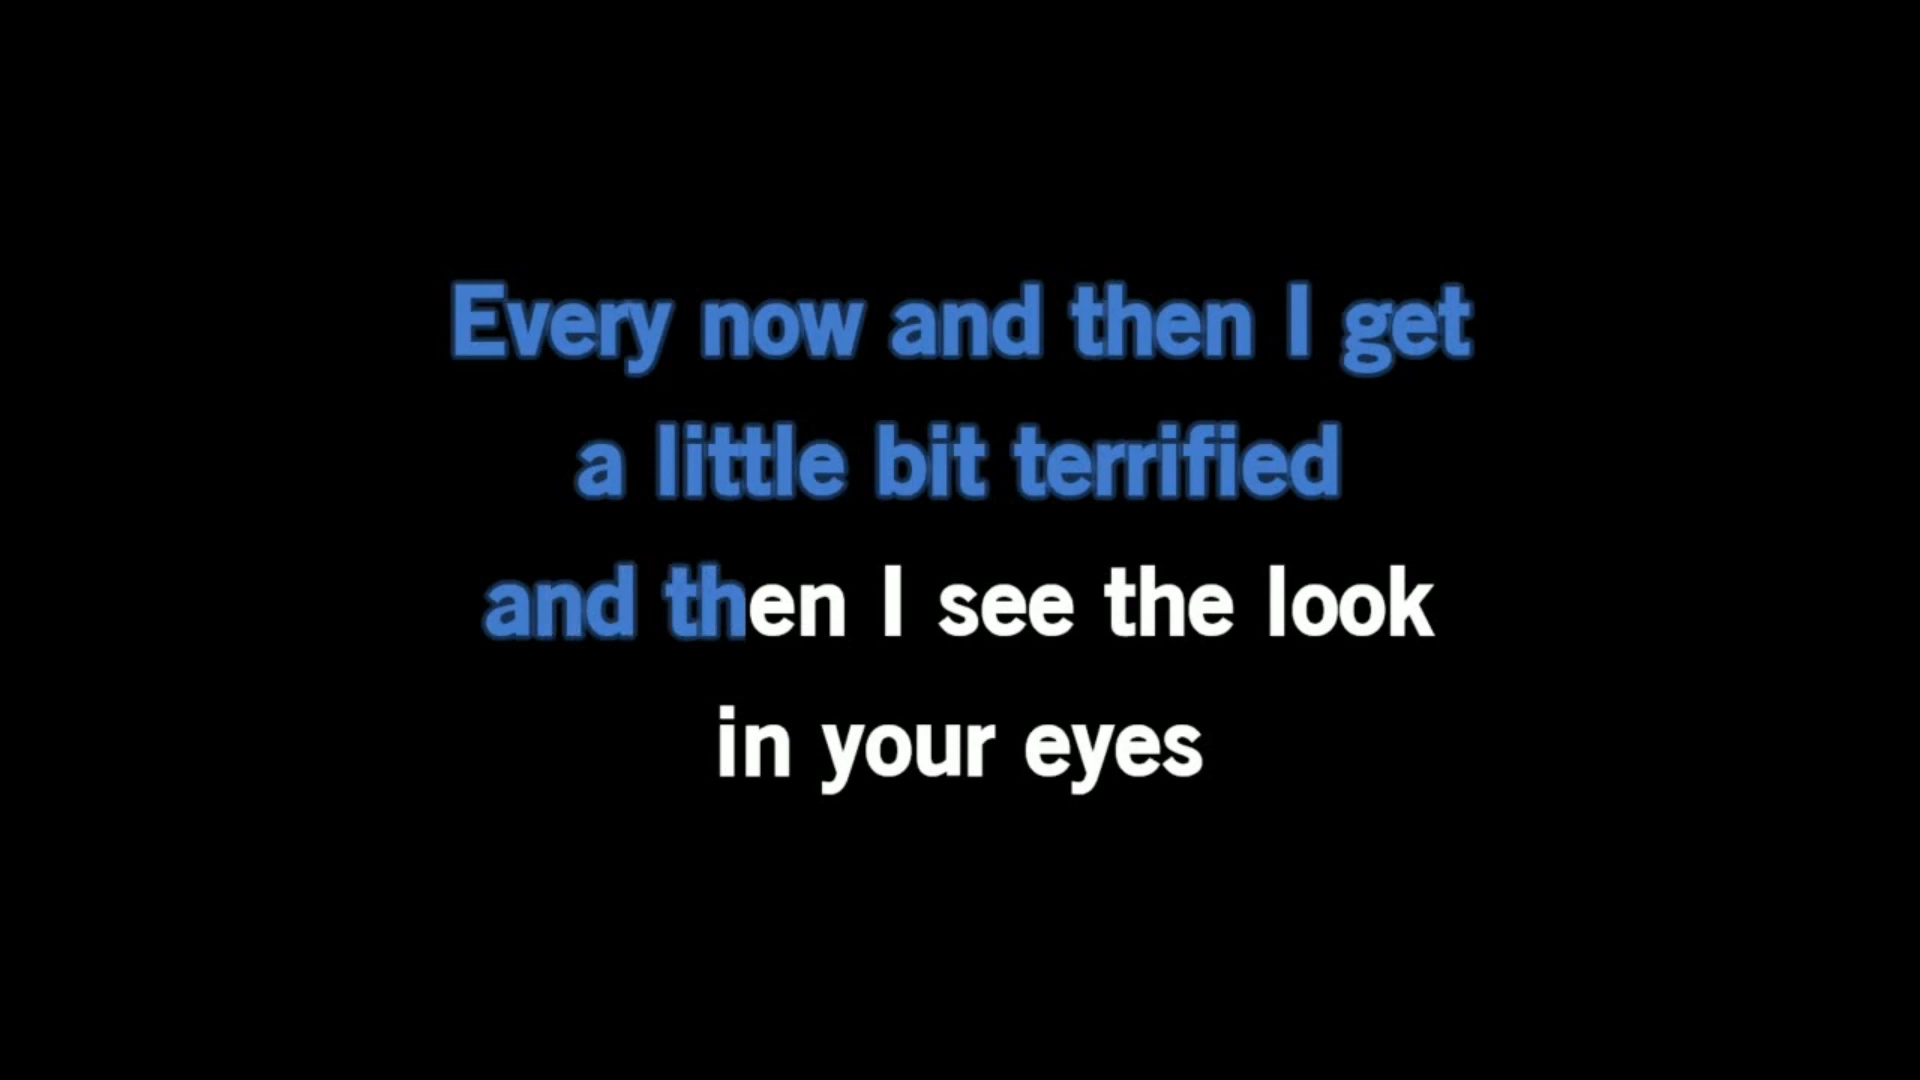 Every now and then I get
a little bit terrified
and then I see the look
in your eyes